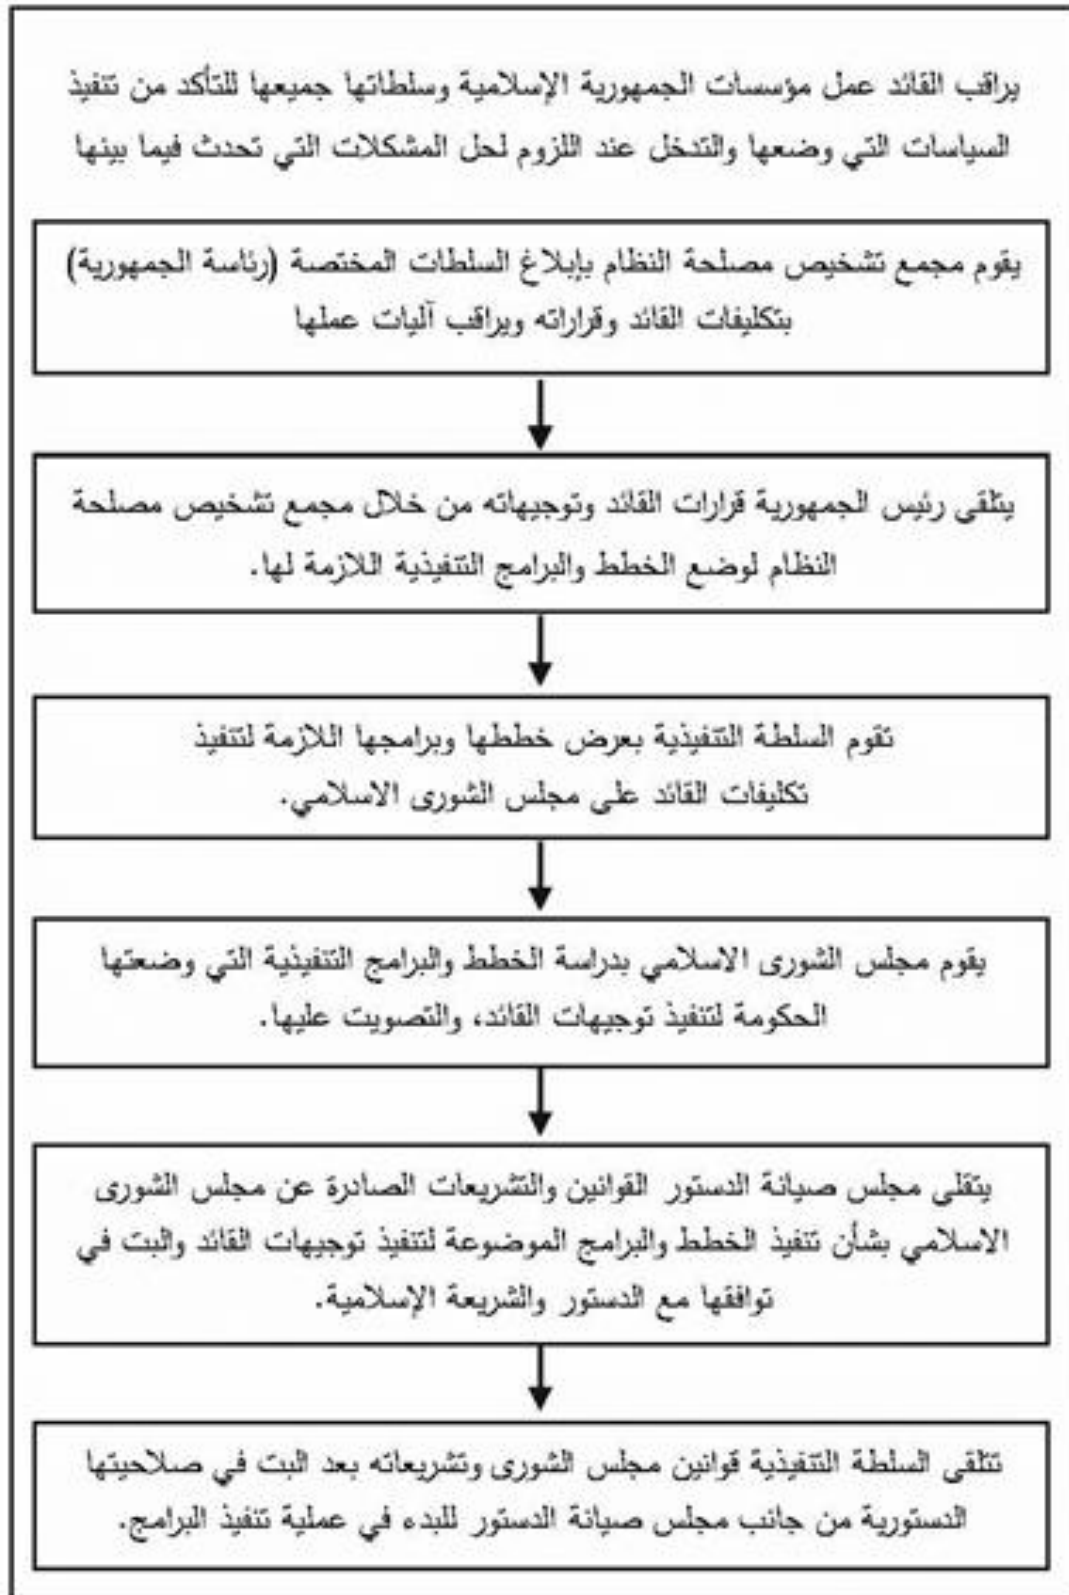 يراقب القائد عمل مؤسسات الجمهورية الإسلامية وسلطاتها جميعها للتأكد من تنفيذ
السياسات التي وضعها والتدخل عند اللزوم لحل المشكلات التي تحدث فيما بينها
يقوم مجمع تشخيص مصلحة النظام بإبلاغ السلطات المختصة (رئاسة الجمهورية)
بتكليفات القائد وقراراته ويراقب آليات عملها
يتلقى رئيس الجمهورية قرارات القائد وتوجيهاته من خلال مجمع تشخيص مصلحة
النظام لوضع الخطط والبرامج التنفيذية اللازمة لها.
تقوم السلطة التنفيذية بعرض خططها وبرامجها اللازمة لتنفيذ
تكليفات القائد على مجلس الشورى الاسلامي.
يقوم مجلس الشورى الاسلامي بدراسة الخطط والبرامج التنفيذية التي وضعتها
الحكومة لتنفيذ توجيهات القائد، والتصويت عليها.
يتقلى مجلس صيانة الدستور القوانين والتشريعات الصادرة عن مجلس الشورى
الاسلامي بشأن تنفيذ الخطط والبرامج الموضوعة لتنفيذ توجيهات القائد والبت في
توافقها مع الدستور والشريعة الإسلامية.
تتلقى السلطة التنفيذية قوانين مجلس الشورى وتشريعاته بعد البت في صلاحيتها
الدستورية من جانب مجلس صيانة الدستور للبدء في عملية تنفيذ البرامج.